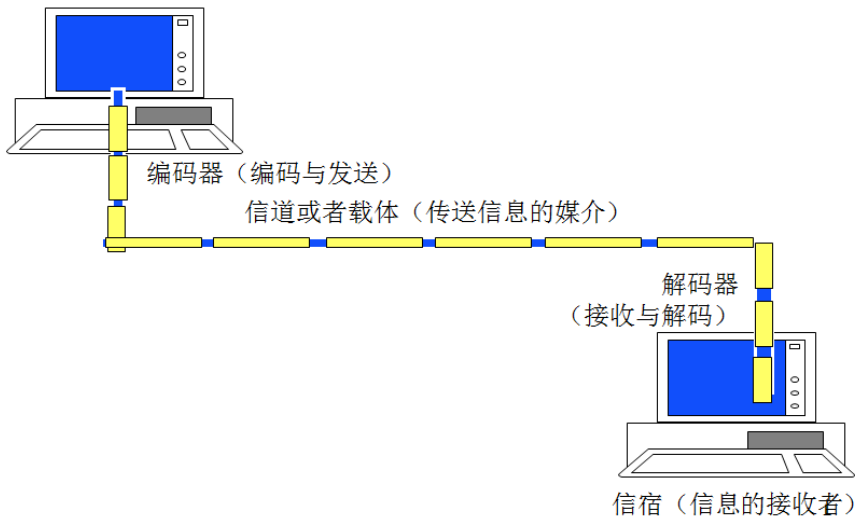 编码器（编码与发送）
信道或者载体（传送信息的媒介）
解码器
（接收与解码）
信宿（信息的接收者）